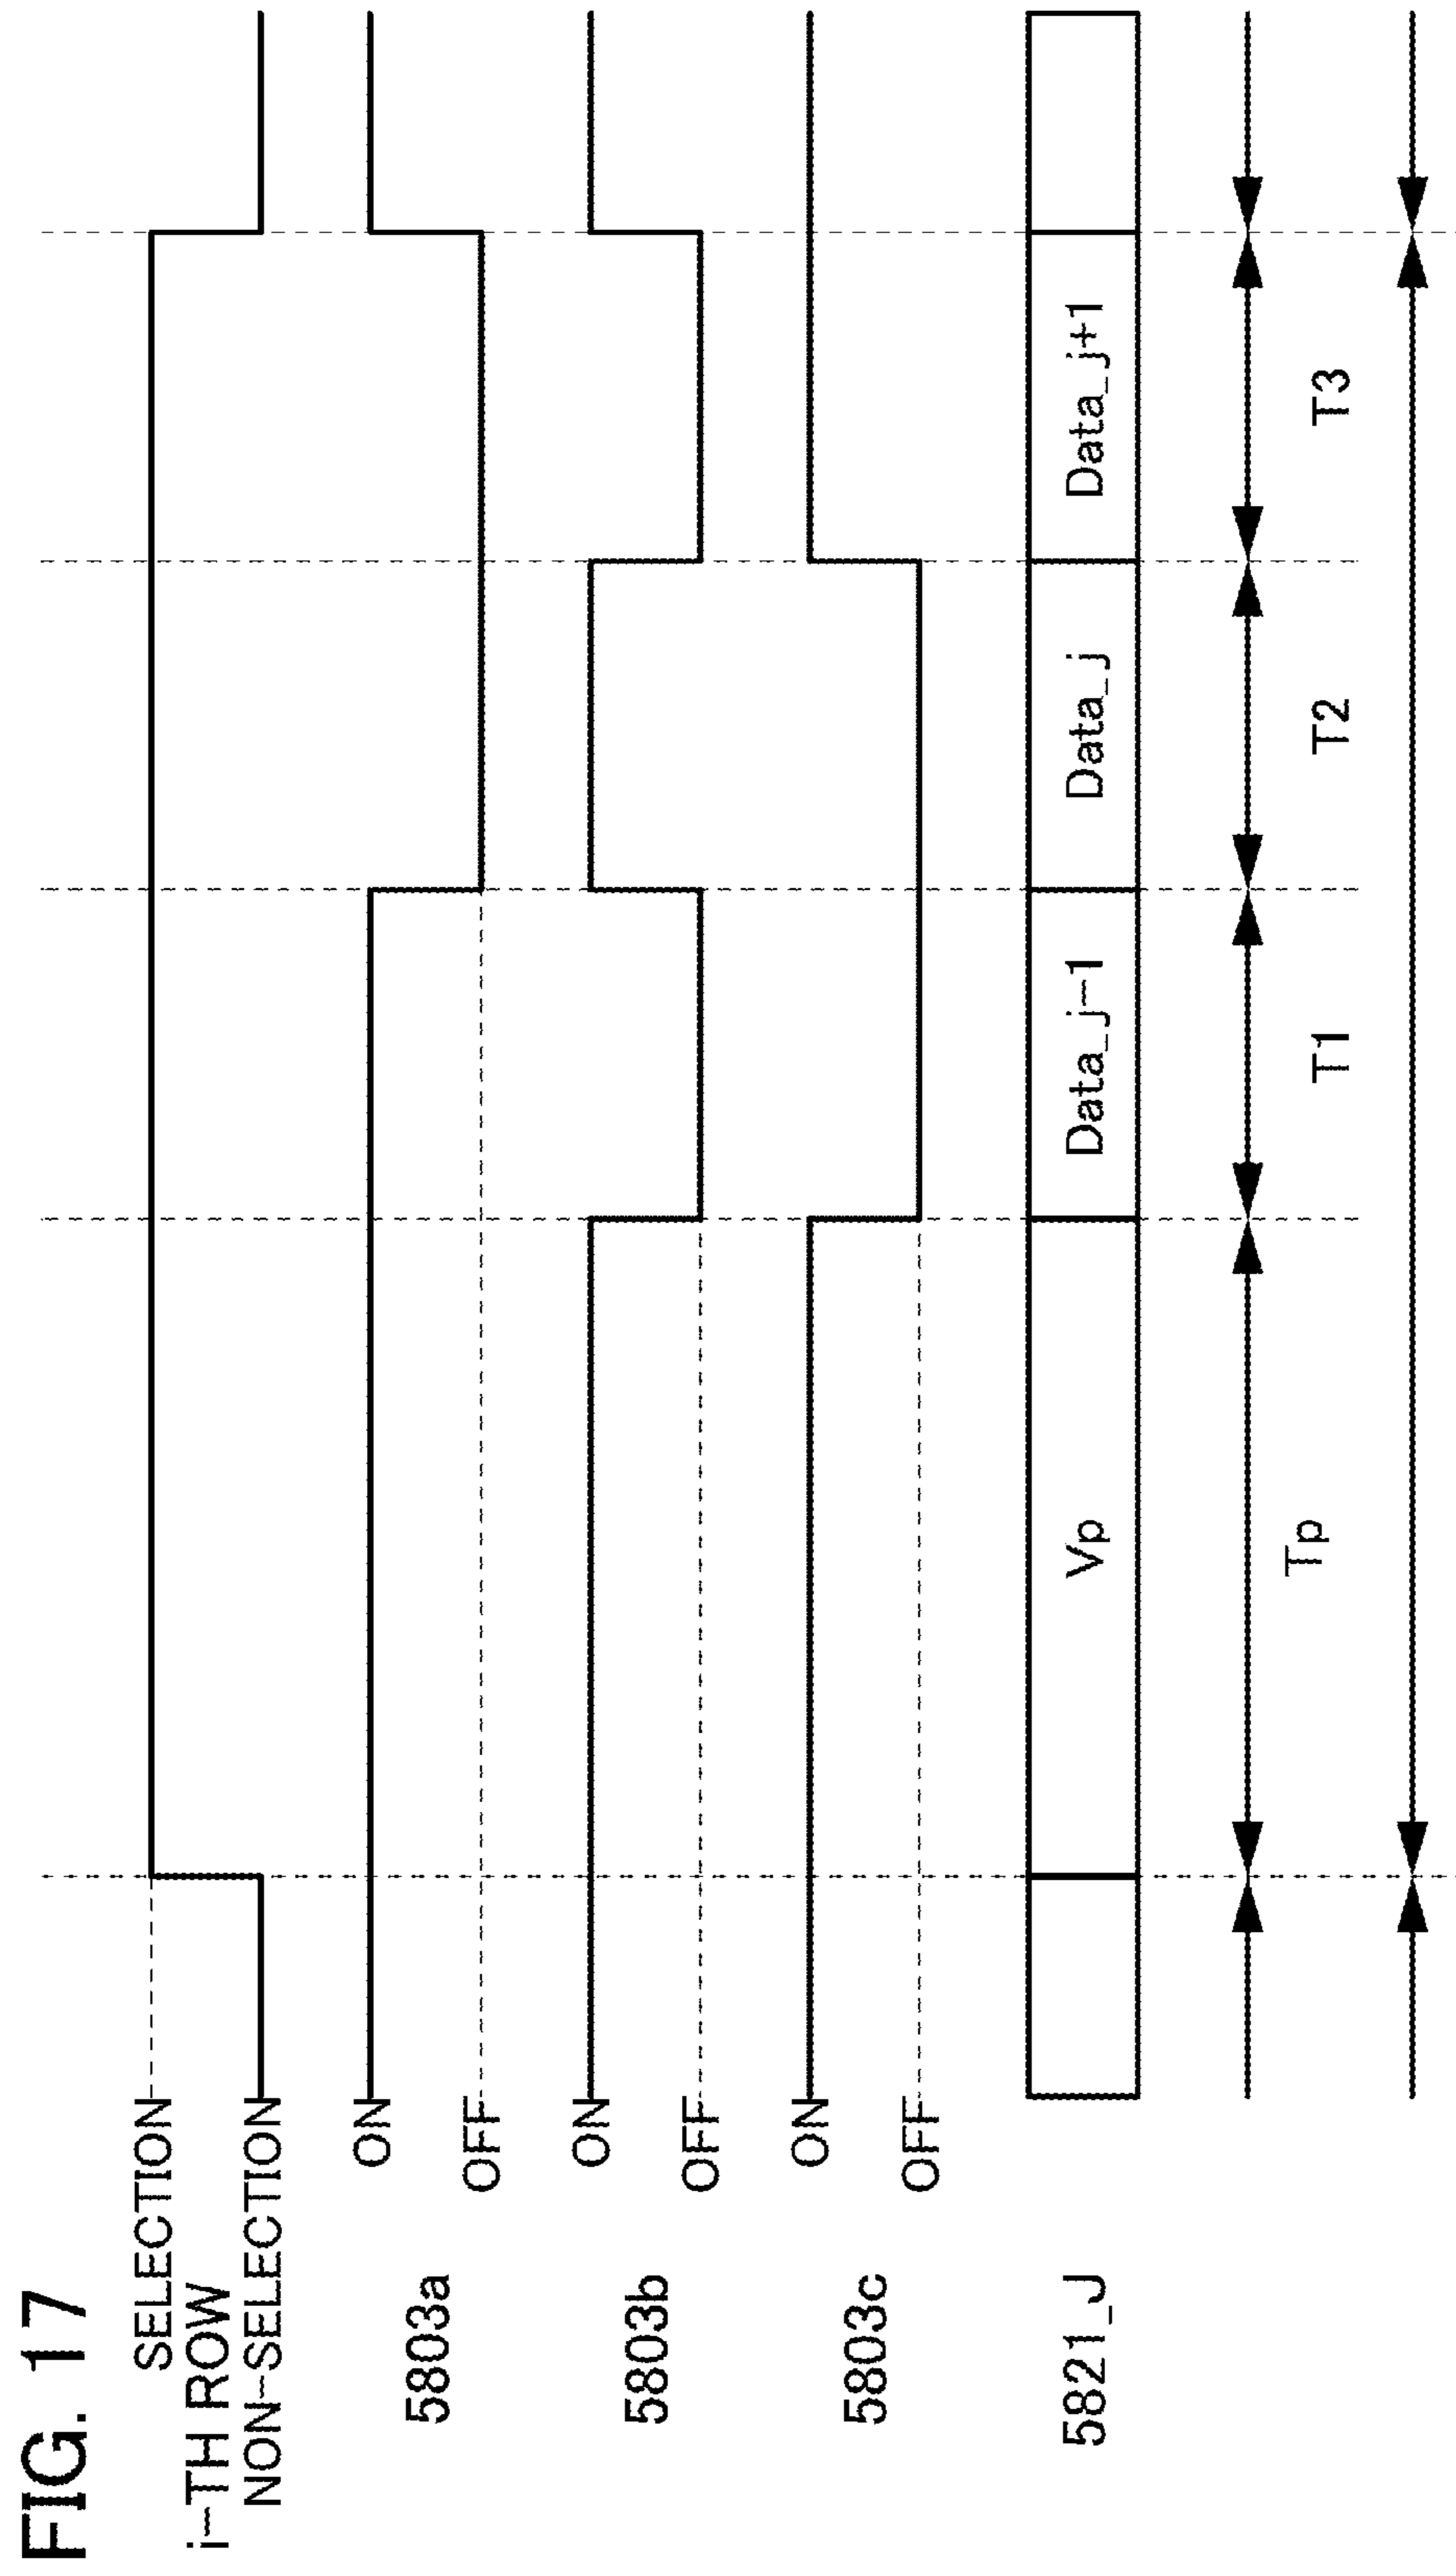 FIG. 17
SELECTION
i-TH ROW
NON-SELECTION
ON
5803a
OFF
ON
5803b
OFF
ON
5803c
OFF
5821_J
Vp
Data_j-1
Data_j
Data_j+1
Tp
T1
T2
T3